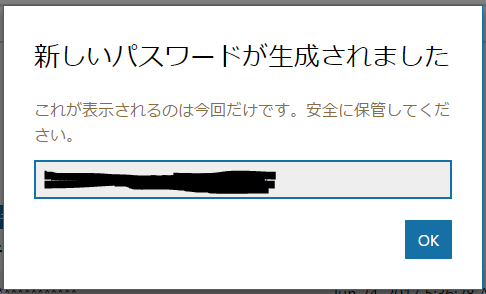 新しいパスワードが生成されました
これが表示されるのは今回だけです。安全に保管してくだ
さい。
OK